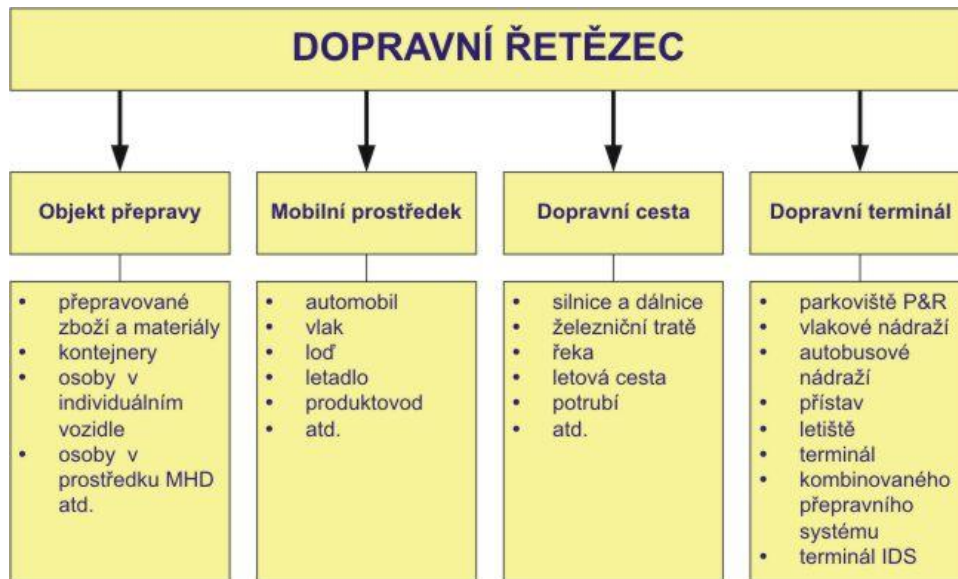 DOPRAVNÍ ŘETĚZEC
Objekt přepravy
Mobilní prostředek
Dopravní cesta
Dopravní terminál
• přepravované
zboží a materiály
• kontejnery
• osoby v
individuálním
vozidle
• osoby v
prostředku MHD
atd.
• automobil
• vlak
• loď
• letadlo
• produktovod
• atd.
• silnice a dálnice
• železniční tratě
• řeka
• letová cesta
• potrubí
• atd.
• parkoviště P&R
• vlakové nádraží
• autobusové
nádraží
• přístav
• letiště
• terminál
• kombinovaného
přepravního
systému
• terminál IDS